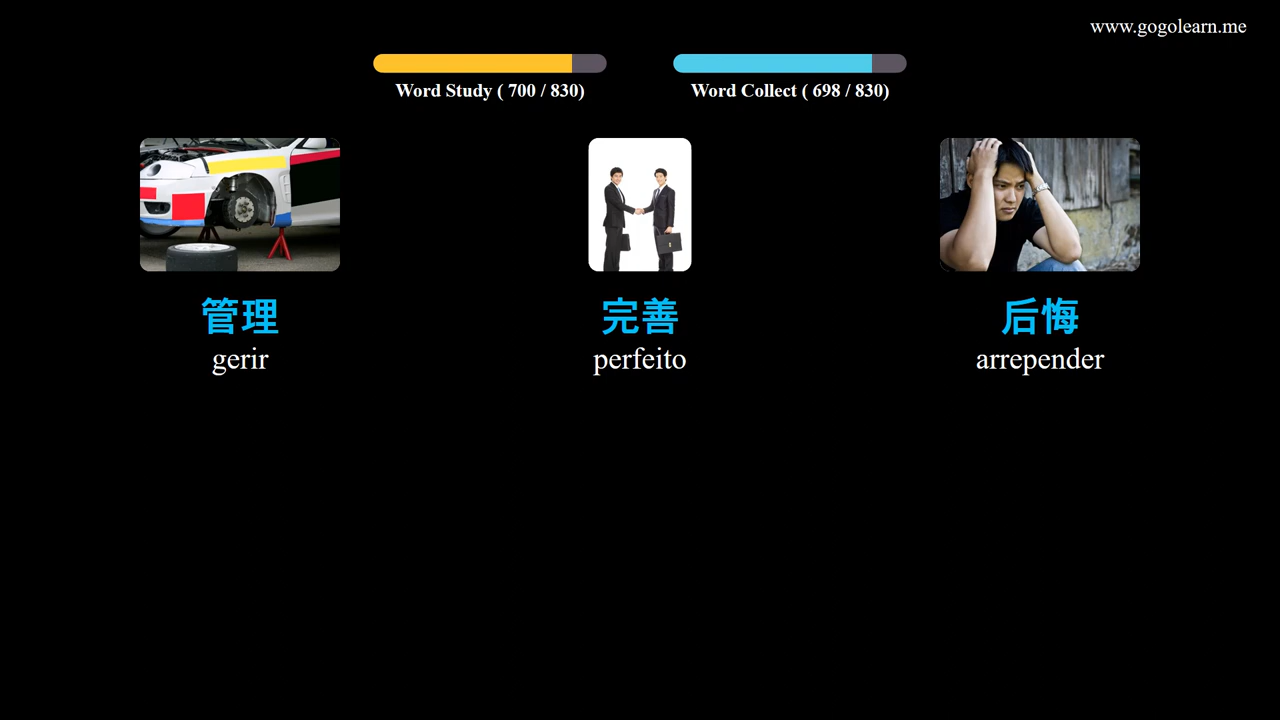 www.gogolearn.me
Word Study ( 700 / 830)
Word Collect ( 698 / 830)
管理
gerir
完善
perfeito
后悔
arrepender